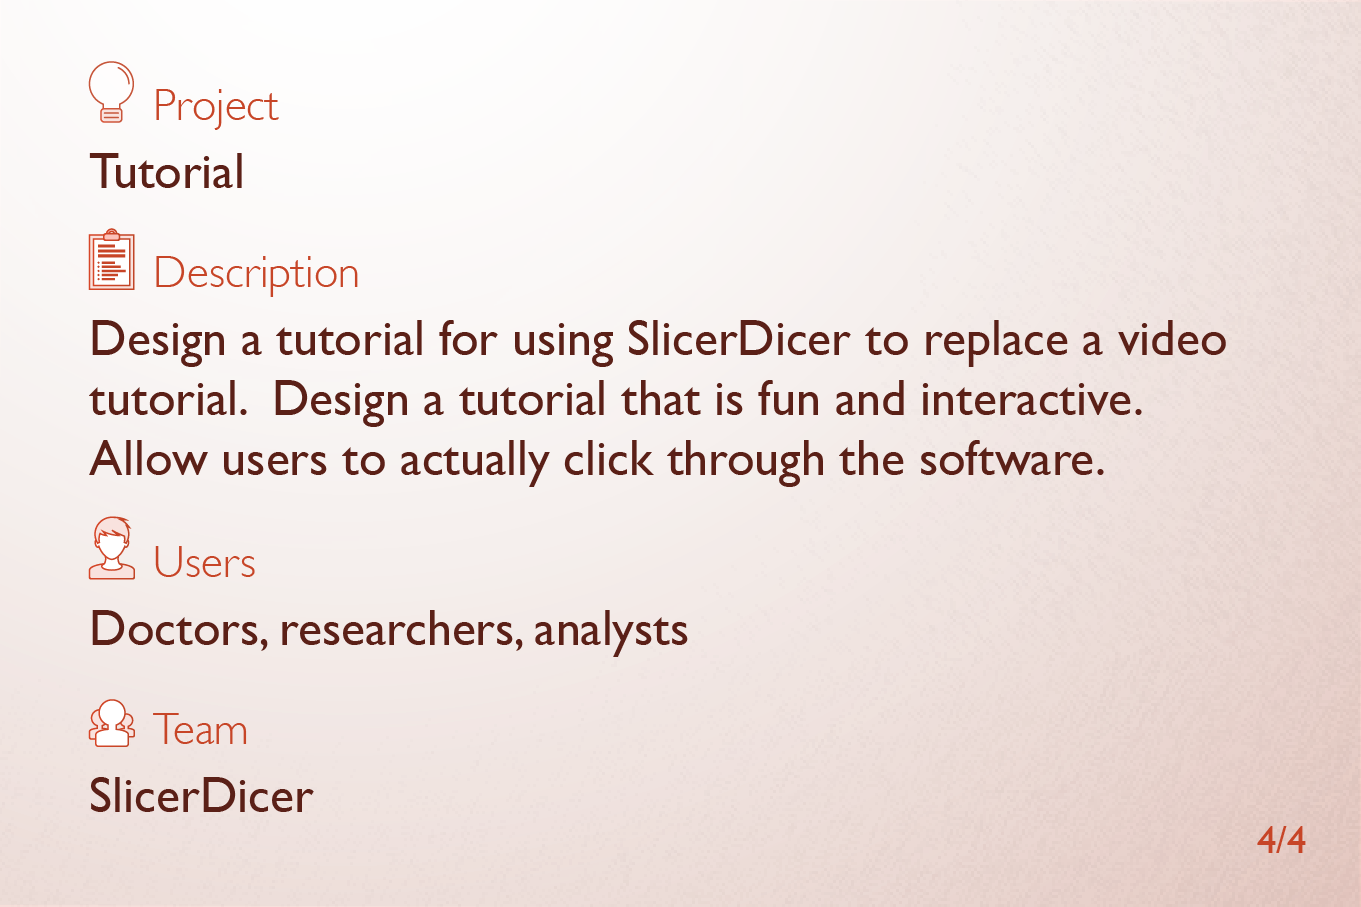 Project
Tutorial
Description
Design a tutorial for using SlicerDicer to replace a video
tutorial.  Design a tutorial that is fun and interactive.
Allow users to actually click through the software.
Users
Doctors, researchers, analysts
Team
SlicerDicer
4/4